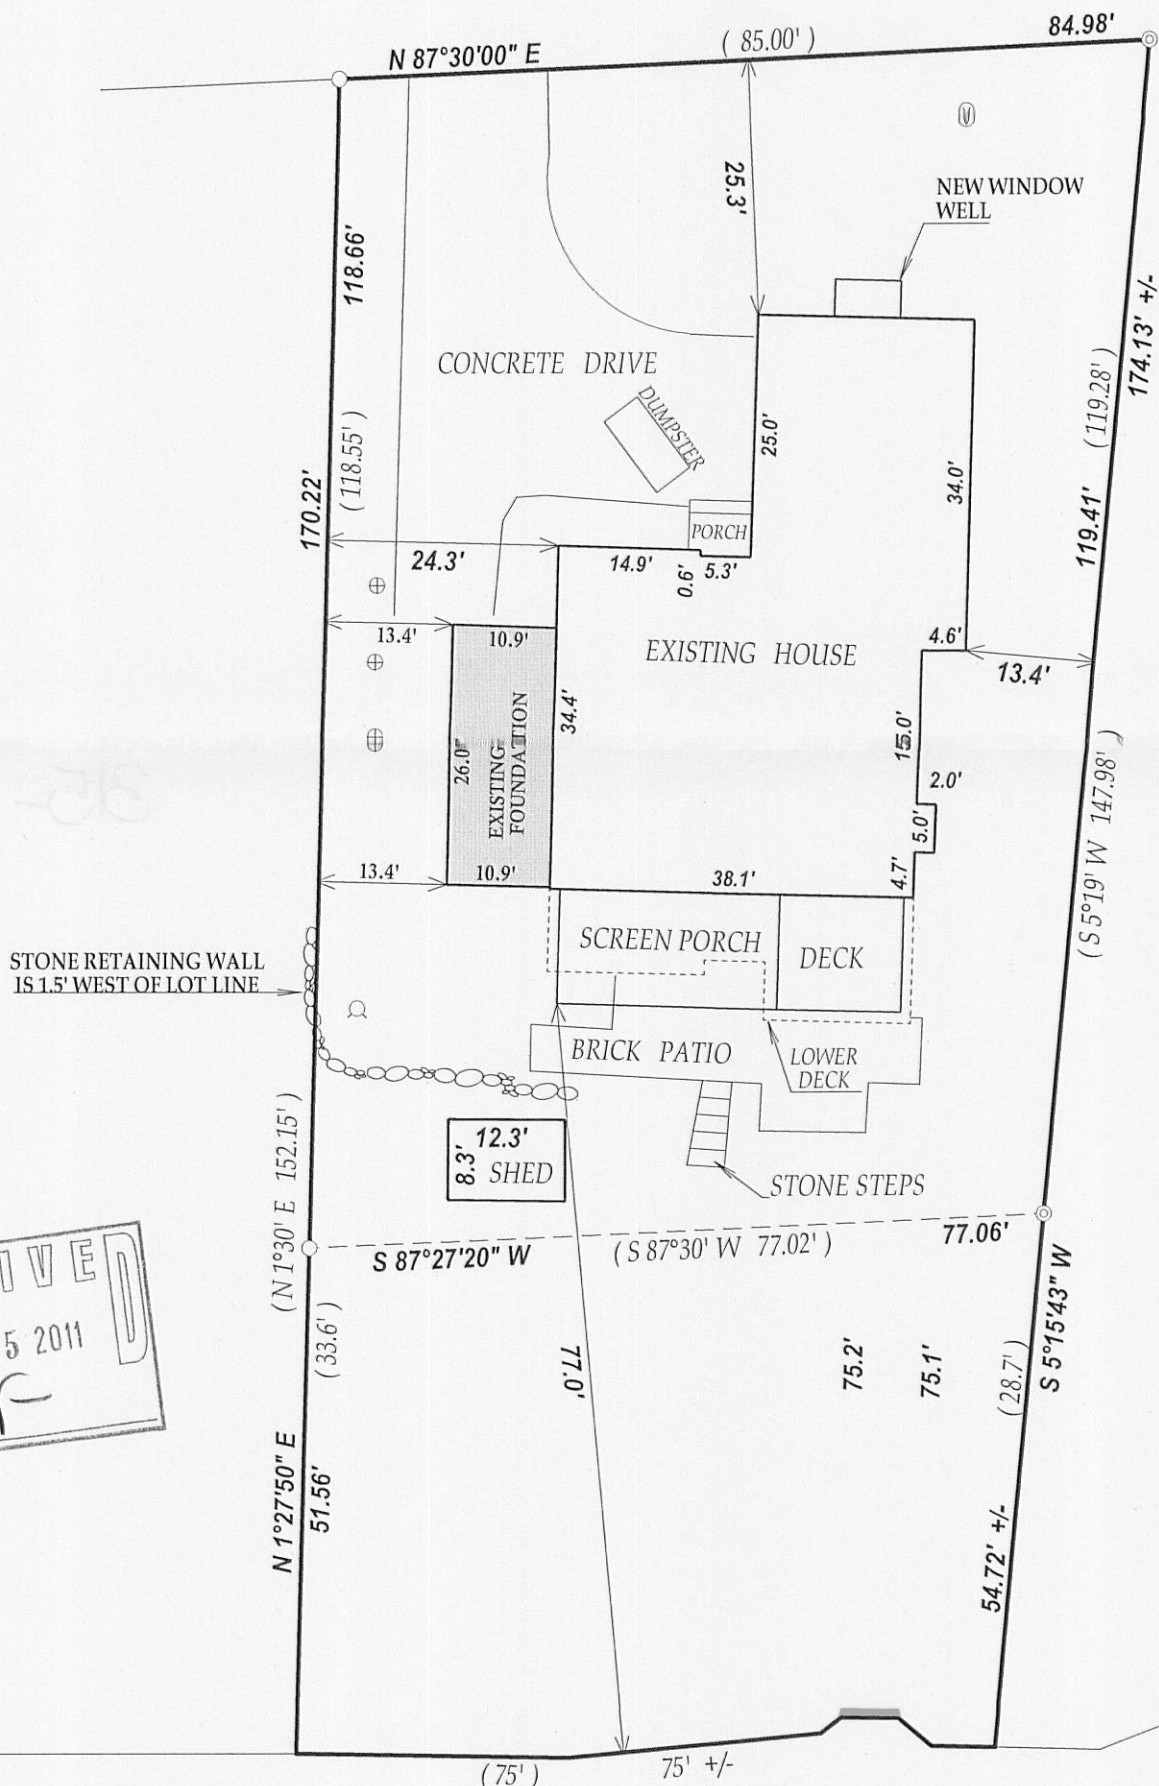 84.98'
( 85.00' )
N 87°30'00" E
25.3'
NEW WINDOW
WELL
118.66'
174.13' +/-
CONCRETE DRIVE
DUMPSTER
( 119.28' )
( 118.55' )
25.0'
34.0'
170.22'
119.41'
PORCH
24.3'
14.9'
0.6'
5.3'
13.4'
10.9'
EXISTING HOUSE
4.6'
13.4'
34.4'
EXISTING
FOUNDATION
26.0'
15.0'
2.0'
5.0'
( S 5°19' W 147.98' )
13.4'
10.9'
38.1'
4.7'
STONE RETAINING WALL
IS 1.5' WEST OF LOT LINE
SCREEN PORCH
DECK
BRICK PATIO
LOWER
DECK
( N 1°30' E 152.15' )
12.3'
8.3'
SHED
STONE STEPS
77.06'
S 87°27'20" W
( S 87°30' W 77.02' )
IVED
5 2011
( 33.6' )
77.0'
75.2'
75.1'
( 28.7' )
S 5°15'43" W
N 1°27'50" E
51.56'
54.72' +/-
( 75' )
75' +/-